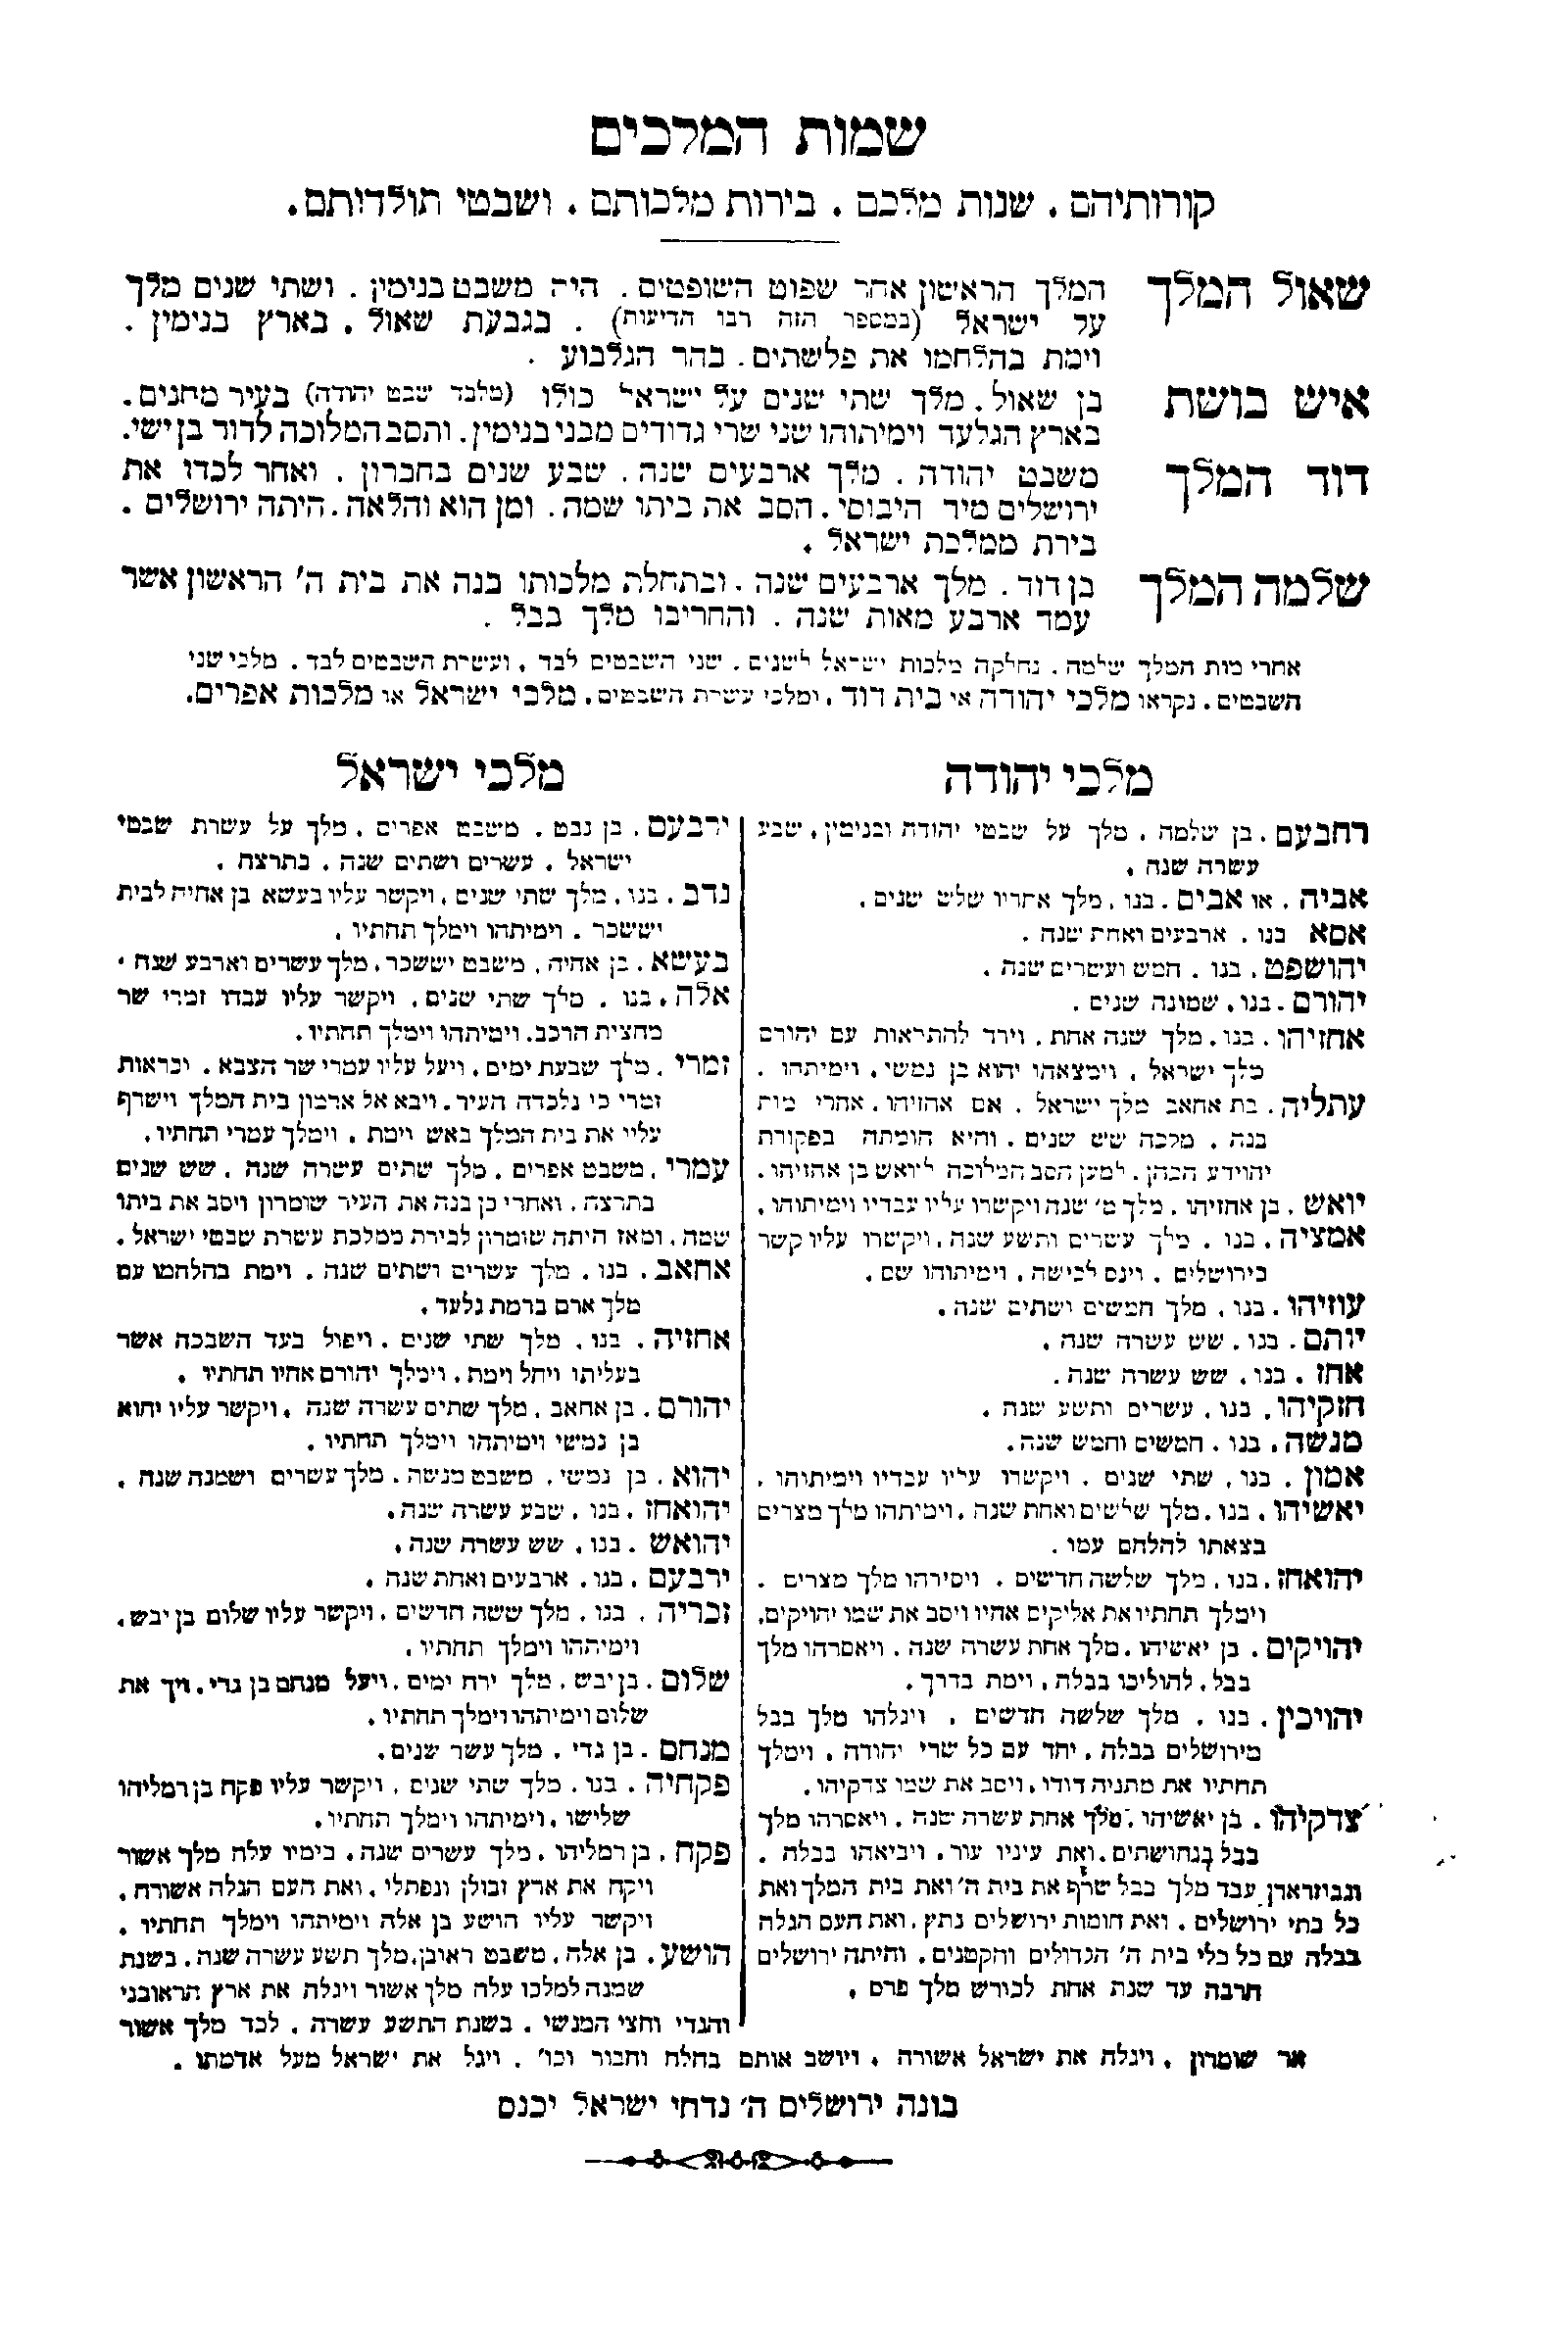 שמות המלכים
קורותיהם. שנות מלכם. בירות מלכותם. ושבטי תולדותם.
שאול המלך המלך הראשון אחר שפוט השופטים. היה משבט בנימין. ושתי שנים מלך
על ישראל (במספר הזה רבו הדיעות). בגבעת שאול. בארץ בנימין.
וימת בהלחמו את פלשתים. בהר הגלבוע.
איש בושת בן שאול. מלך שתי שנים על ישראל כולו (מלבד שבט יהודה) בעיר מחנים.
בארץ הגלעד וימיתוהו שני שרי גדודים מבני בנימין. והסב המלוכה לדוד בן ישי.
דוד המלך משבט יהודה. מלך ארבעים שנה. שבע שנים בחברון. ואחר לכדו את
ירושלים מיד היבוסי. הסב את ביתו שמה. ומן הוא והלאה. היתה ירושלים.
בירת ממלכת ישראל.
שלמה המלך בן דוד. מלך ארבעים שנה. ובתחלת מלכותו בנה את בית ה' הראשון אשר
עמד ארבע מאות שנה. והחריבו מלך בבל.
אחרי מות המלך שלמה. נחלקה מלכות ישראל לשנים. שני השבטים לבד, ועשרת השבטים לבד. מלכי שני
השבטים. נקראו מלכי יהודה או בית דוד. ומלכי עשרת השבטים. מלכי ישראל או מלכות אפרים.
מלכי יהודה
רחבעם. בן שלמה. מלך על שבטי יהודה ובנימין. שבע
עשרה שנה.
אביה. או אבים. בנו. מלך אחריו שלש שנים.
אסא בנו. ארבעים ואחת שנה.
יהושפט. בנו. חמש ועשרים שנה.
יהורם. בנו. שמונה שנים.
אחזיהו. בנו. מלך שנה אחת. וירד להתראות עם יהורם
מלך ישראל. וימצאהו יהוא בן נמשי. וימיתהו.
עתליה. בת אחאב מלך ישראל. אם אחזיהו. אחרי מות
בנה. מלכה שש שנים. והיא הומתה בפקודת
יהוידע הכהן. למען הסב המלוכה ליואש בן אחזיהו.
יואש. בן אחזיהו. מלך מ' שנה ויקשרו עליו עבדיו וימיתוהו.
אמציה. בנו. מלך עשרים ותשע שנה. ויקשרו עליו קשר
בירושלים. וינס לכישה. וימיתוהו שם.
עוזיהו. בנו. מלך חמשים ושתים שנה.
יותם. בנו. שש עשרה שנה.
אחז. בנו. שש עשרה שנה.
חזקיהו. בנו. עשרים ותשע שנה.
מנשה. בנו. חמשים וחמש שנה.
אמון. בנו. שתי שנים. ויקשרו עליו עבדיו וימיתוהו.
יאשיהו. בנו. מלך שלשים ואחת שנה. וימיתהו מלך מצרים
בצאתו להלחם עמו.
יהואחז. בנו. מלך שלשה חדשים. ויסירהו מלך מצרים.
וימלך תחתיו את אליקים אחיו ויסב את שמו יהויקים.
יהויקים. בן יאשיהו. מלך אחת עשרה שנה. ויאסרהו מלך
בבל. להוליכו בבלה. וימת בדרך.
יהויכין. בנו. מלך שלשה חדשים. ויגלהו מלך בבל
מירושלים בבלה. יחד עם כל שרי יהודה. וימלך
תחתיו את מתניה דודו. ויסב את שמו צדקיהו.
צדקיהו. בן יאשיהו. מלך אחת עשרה שנה. ויאסרהו מלך
בבל בנחושתים. ואת עיניו עור. ויביאהו בבלה.
ונבוזראדן עבד מלך בבל שרף את בית ה' ואת בית המלך ואת
כל בתי ירושלים. ואת חומות ירושלים נתץ. ואת העם הגלה
בבלה עם כל כלי בית ה' הגדולים והקטנים. והיתה ירושלים
חרבה עד שנת אחת לכורש מלך פרס.
מלכי ישראל
ירבעם. בן נבט. משבט אפרים. מלך על עשרת שבטי
ישראל. עשרים ושתים שנה. בתרצה.
נדב. בנו. מלך שתי שנים. ויקשר עליו בעשא בן אחיה לבית
יששכר. וימיתהו וימלך תחתיו.
בעשא. בן אחיה. משבט יששכר. מלך עשרים וארבע שנה.
אלה. בנו. מלך שתי שנים. ויקשר עליו עבדו זמרי שר
מחצית הרכב. וימיתהו וימלך תחתיו.
זמרי. מלך שבעת ימים. ויעל עליו עמרי שר הצבא. וכראות
זמרי כי נלכדה העיר. ויבא אל ארמון בית המלך וישרף
עליו את בית המלך באש וימת. וימלך עמרי תחתיו.
עמרי. משבט אפרים. מלך שתים עשרה שנה. שש שנים
בתרצה. ואחרי כן בנה את העיר שומרון ויסב את ביתו
שמה. ומאז היתה שומרון לבירת ממלכת עשרת שבטי ישראל.
אחאב. בנו. מלך עשרים ושתים שנה. וימת בהלחמו עם
מלך ארם ברמת גלעד.
אחזיה. בנו. מלך שתי שנים. ויפול בעד השבכה אשר
בעליתו ויחל וימת. וימלך יהורם אחיו תחתיו.
יהורם. בן אחאב. מלך שתים עשרה שנה. ויקשר עליו יהוא
בן נמשי וימיתהו וימלך תחתיו.
יהוא. בן נמשי. משבט מנשה. מלך עשרים ושמנה שנה.
יהואחז. בנו. שבע עשרה שנה.
יהואש. בנו. שש עשרה שנה.
ירבעם. בנו. ארבעים ואחת שנה.
זכריה. בנו. מלך ששה חדשים. ויקשר עליו שלום בן יבש.
וימיתהו וימלך תחתיו.
שלום. בן יבש. מלך ירח ימים. ויעל מנחם בן גדי. ויך את
שלום וימיתהו וימלך תחתיו.
מנחם. בן גדי. מלך עשר שנים.
פקחיה. בנו. מלך שתי שנים. ויקשר עליו פקח בן רמליהו
שלישו. וימיתהו וימלך תחתיו.
פקח. בן רמליהו. מלך עשרים שנה. בימיו עלה מלך אשור
ויקח את ארץ זבולן ונפתלי. ואת העם הגלה אשורה.
ויקשר עליו הושע בן אלה וימיתהו וימלך תחתיו.
הושע. בן אלה. משבט ראובן. מלך תשע עשרה שנה. בשנת
שמנה למלכו עלה מלך אשור ויגלה את ארץ הראובני
והגדי וחצי המנשי. בשנת התשע עשרה. לכד מלך אשור
את שומרון. ויגלה את ישראל אשורה. ויושב אותם בחלח וחבור וכו'. ויגל את ישראל מעל אדמתו.
בונה ירושלים ה' נדחי ישראל יכנס